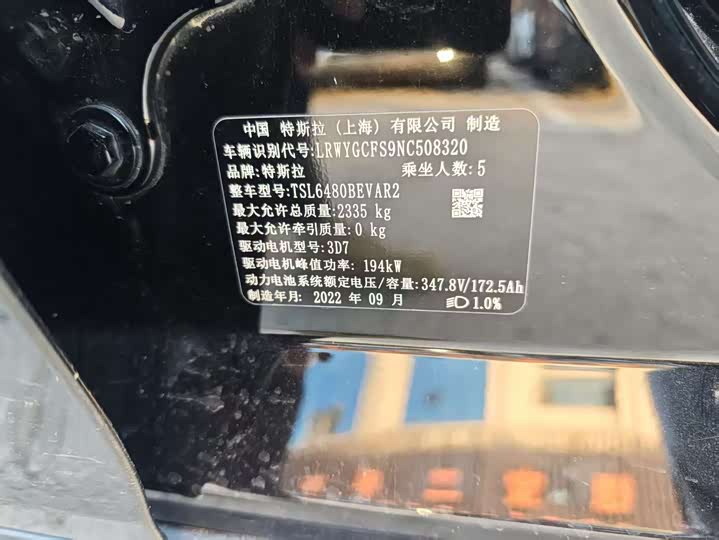 中国 特斯拉（上海）有限公司 制造
车辆识别代号:LRWYGCFS9NC508320
品牌:特斯拉 乘坐人数:5
整车型号:TSL6480BEVAR2
最大允许总质量:2335 kg
最大允许牵引质量:0 kg
驱动电机型号:3D7
驱动电机峰值功率: 194kW
动力电池系统额定电压/容量:347.8V/172.5Ah
制造年月: 2022 年 09 月 1.0%